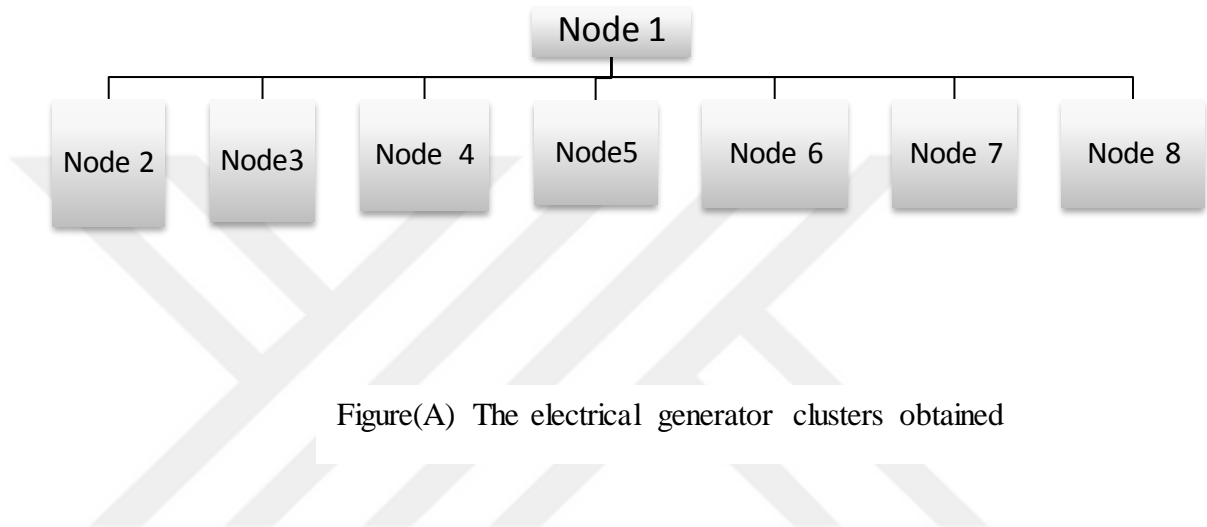 Node 1
Node 2
Node3
Node 4
Node5
Node 6
Node 7
Node 8
Figure(A) The electrical generator clusters obtained